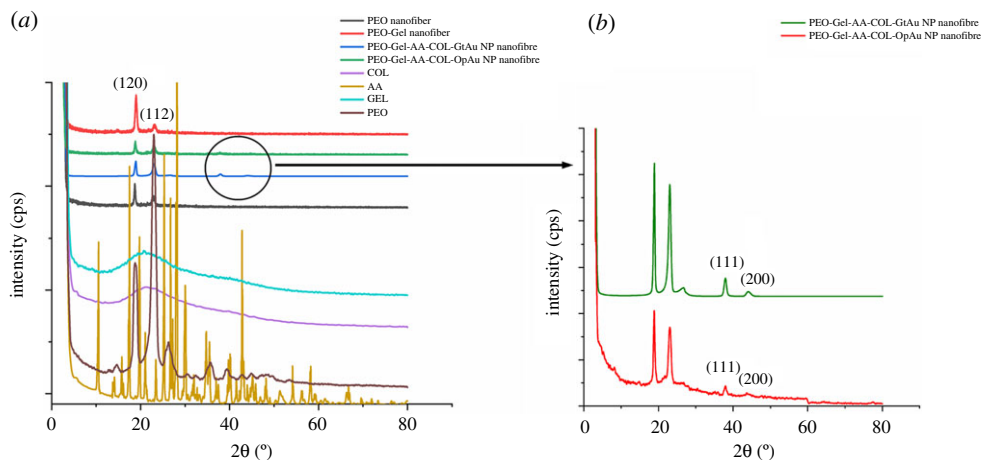 (a)
PEO nanofiber
PEO-Gel nanofiber
PEO-Gel-AA-COL-GtAu NP nanofibre
PEO-Gel-AA-COL-OpAu NP nanofibre
COL
AA
GEL
PEO
(120)
(112)
intensity (cps)
0 20 40 60 80
2θ (º)
(b)
PEO-Gel-AA-COL-GtAu NP nanofibre
PEO-Gel-AA-COL-OpAu NP nanofibre
(111)
(200)
(111)
(200)
intensity (cps)
0 20 40 60 80
2θ (º)